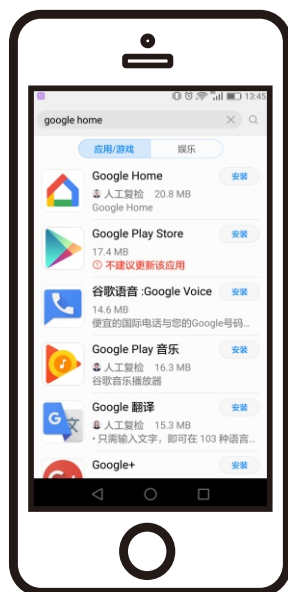 13:45
google home
应用/游戏 娱乐
Google Home
安装
人工复检 20.8 MB
Google Home
Google Play Store
安装
17.4 MB
不建议更新该应用
谷歌语音 :Google Voice
安装
14.6 MB
便宜的国际电话与您的Google号码...
Google Play 音乐
安装
人工复检 16.3 MB
谷歌音乐播放器
Google 翻译
安装
人工复检 15.3 MB
• 只需输入文字，即可在 103 种语言...
Google+
安装